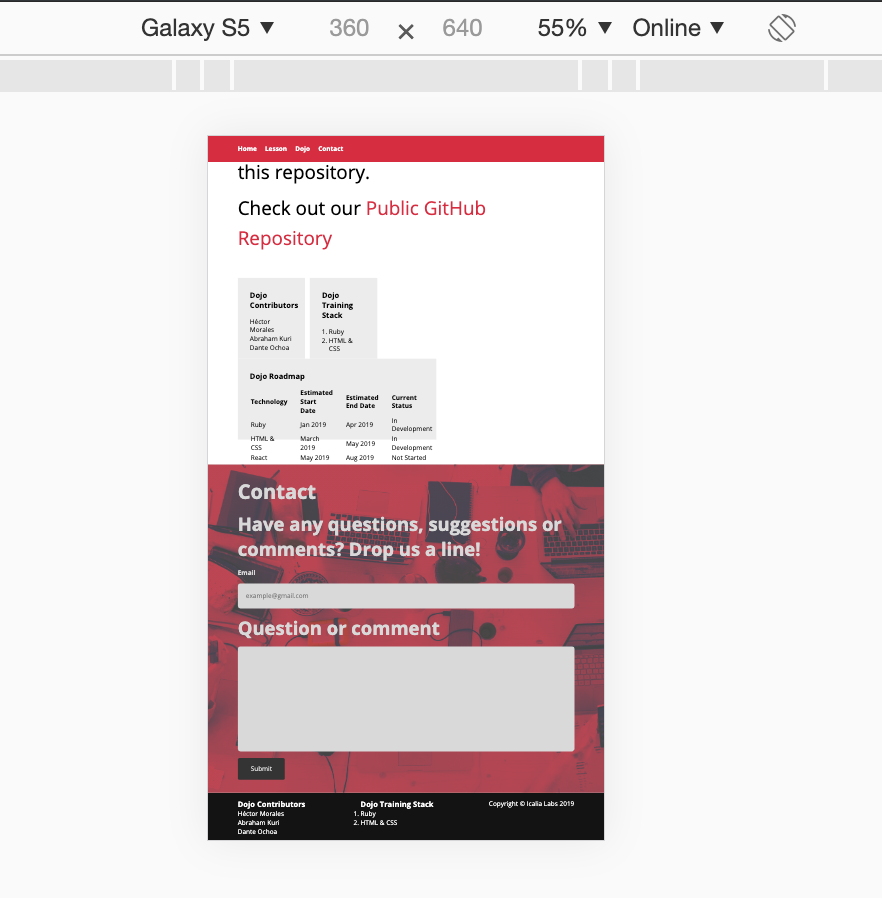 Galaxy S5 ▼ 360 × 640 55% ▼ Online ▼
Home Lesson Dojo Contact
this repository.
Check out our Public GitHub
Repository
Dojo
Contributors
Héctor
Morales
Abraham Kuri
Dante Ochoa
Dojo
Training
Stack
1. Ruby
2. HTML &
CSS
Dojo Roadmap
Technology Estimated Start Date Estimated End Date Current Status
Ruby Jan 2019 Apr 2019 In Development
HTML & CSS March 2019 May 2019 In Development
React May 2019 Aug 2019 Not Started
Contact
Have any questions, suggestions or
comments? Drop us a line!
Email
example@gmail.com
Question or comment
Submit
Dojo Contributors
Héctor Morales
Abraham Kuri
Dante Ochoa
Dojo Training Stack
1. Ruby
2. HTML & CSS
Copyright © Icalia Labs 2019